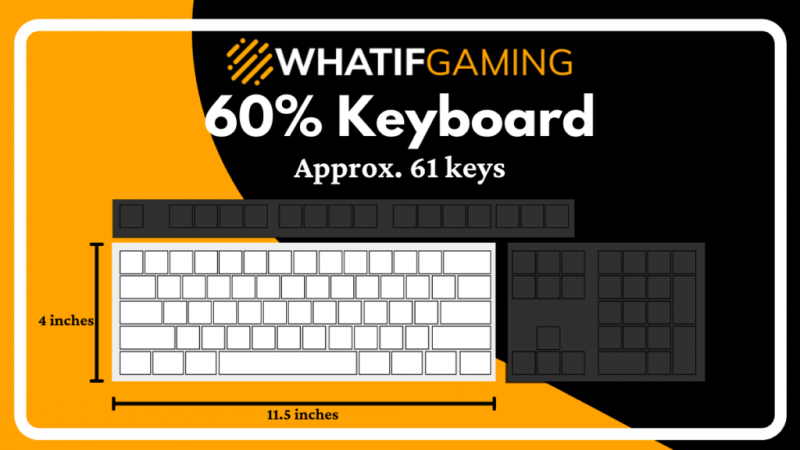 WHATIFGAMING
60% Keyboard
Approx. 61 keys
4 inches
11.5 inches